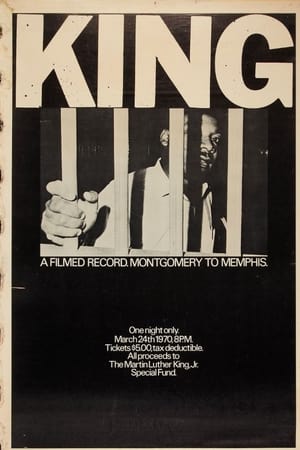 KING
A FILMED RECORD. MONTGOMERY TO MEMPHIS.
One night only.
March 24th 1970, 8 P.M.
Tickets $5.00, tax deductible.
All proceeds to
The Martin Luther King, Jr.
Special Fund.